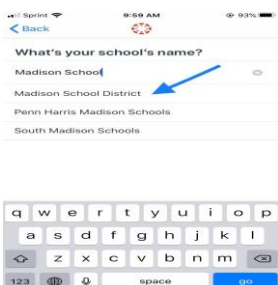 Sprint 9:59 AM 93%
Back
What's your school's name?
Madison School
Madison School District
Penn Harris Madison Schools
South Madison Schools
q w e r t y u i o p
a s d f g h j k l
z x c v b n m
123 space go